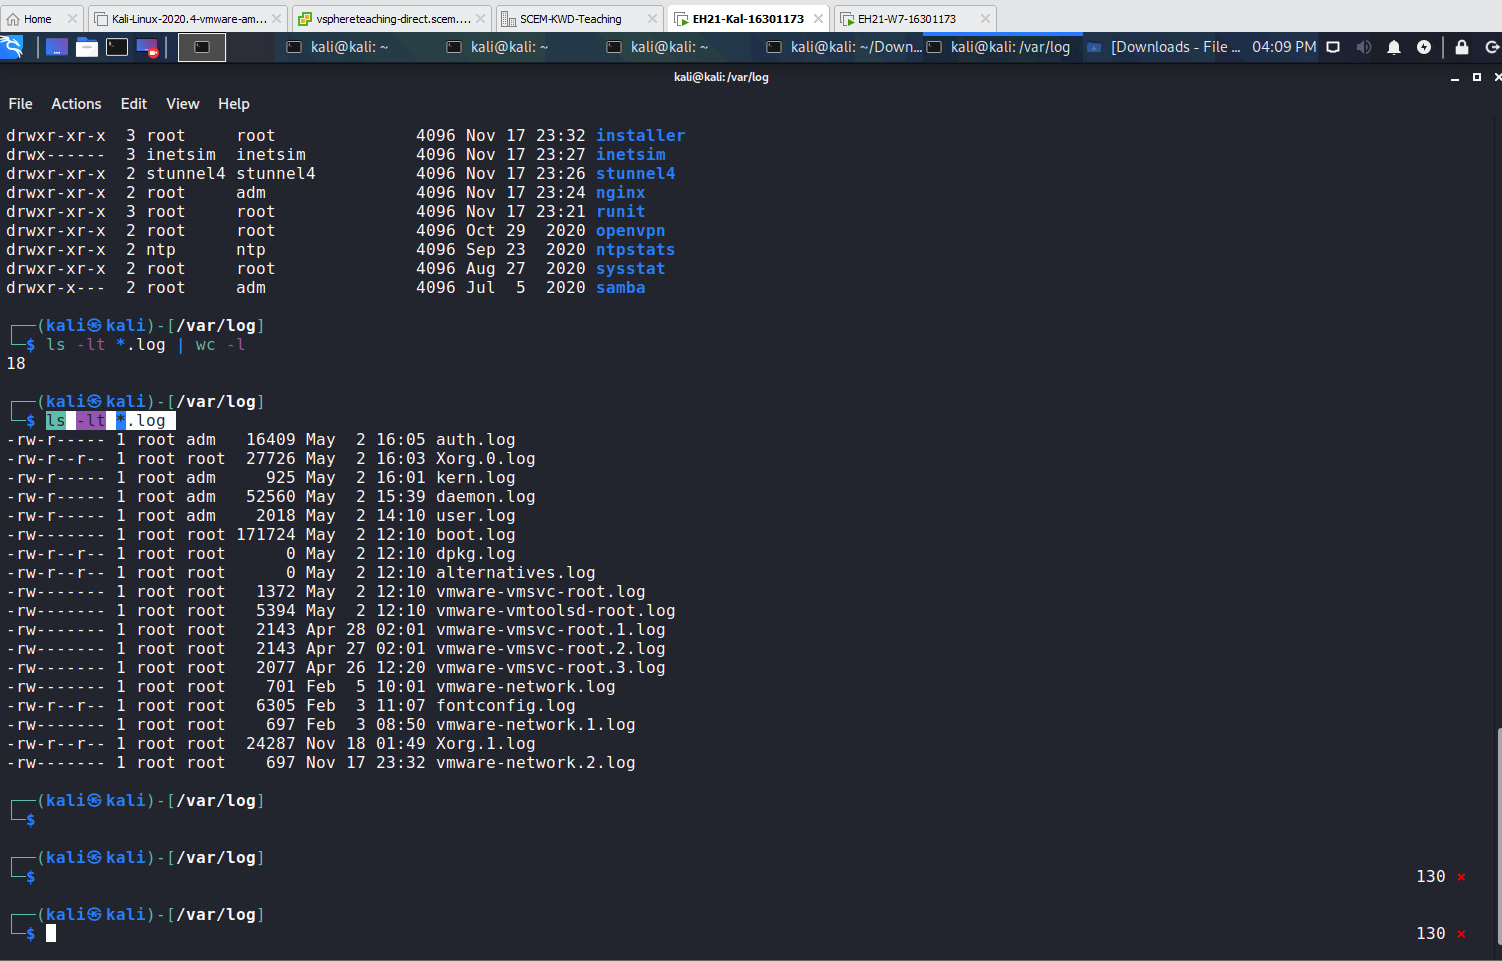 Home Kali-Linux-2020.4-vmware-am... vsphereteaching-direct.scem.... SCEM-KWD-Teaching EH21-Kal-16301173 EH21-W7-16301173
kali@kali: ~ kali@kali: ~ kali@kali: ~ kali@kali: ~/Down... kali@kali: /var/log [Downloads - File ... 04:09 PM
kali@kali: /var/log
File Actions Edit View Help
drwxr-xr-x 3 root root 4096 Nov 17 23:32 installer
drwx------ 3 inetsim inetsim 4096 Nov 17 23:27 inetsim
drwxr-xr-x 2 stunnel4 stunnel4 4096 Nov 17 23:26 stunnel4
drwxr-xr-x 2 root adm 4096 Nov 17 23:24 nginx
drwxr-xr-x 3 root root 4096 Nov 17 23:21 runit
drwxr-xr-x 2 root root 4096 Oct 29 2020 openvpn
drwxr-xr-x 2 ntp ntp 4096 Sep 23 2020 ntpstats
drwxr-xr-x 2 root root 4096 Aug 27 2020 sysstat
drwxr-x--- 2 root adm 4096 Jul 5 2020 samba
┌──(kali㉿kali)-[/var/log]
└─$ ls -lt *.log | wc -l
18
┌──(kali㉿kali)-[/var/log]
└─$ ls -lt *.log
-rw-r----- 1 root adm 16409 May 2 16:05 auth.log
-rw-r--r-- 1 root root 27726 May 2 16:03 Xorg.0.log
-rw-r----- 1 root adm 925 May 2 16:01 kern.log
-rw-r----- 1 root adm 52560 May 2 15:39 daemon.log
-rw-r----- 1 root adm 2018 May 2 14:10 user.log
-rw------- 1 root root 171724 May 2 12:10 boot.log
-rw-r--r-- 1 root root 0 May 2 12:10 dpkg.log
-rw-r--r-- 1 root root 0 May 2 12:10 alternatives.log
-rw------- 1 root root 1372 May 2 12:10 vmware-vmsvc-root.log
-rw------- 1 root root 5394 May 2 12:10 vmware-vmtoolsd-root.log
-rw------- 1 root root 2143 Apr 28 02:01 vmware-vmsvc-root.1.log
-rw------- 1 root root 2143 Apr 27 02:01 vmware-vmsvc-root.2.log
-rw------- 1 root root 2077 Apr 26 12:20 vmware-vmsvc-root.3.log
-rw------- 1 root root 701 Feb 5 10:01 vmware-network.log
-rw-r--r-- 1 root root 6305 Feb 3 11:07 fontconfig.log
-rw------- 1 root root 697 Feb 3 08:50 vmware-network.1.log
-rw-r--r-- 1 root root 24287 Nov 18 01:49 Xorg.1.log
-rw------- 1 root root 697 Nov 17 23:32 vmware-network.2.log
┌──(kali㉿kali)-[/var/log]
└─$
┌──(kali㉿kali)-[/var/log]
└─$ 130 ⨯
┌──(kali㉿kali)-[/var/log]
└─$ 130 ⨯